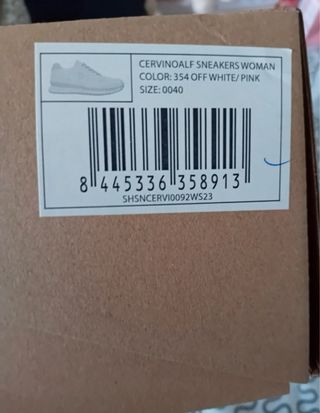 CERVINOALF SNEAKERS WOMAN
COLOR: 354 OFF WHITE/ PINK
SIZE: 0040
8 445336 358913
SHSNCERVI0092WS23